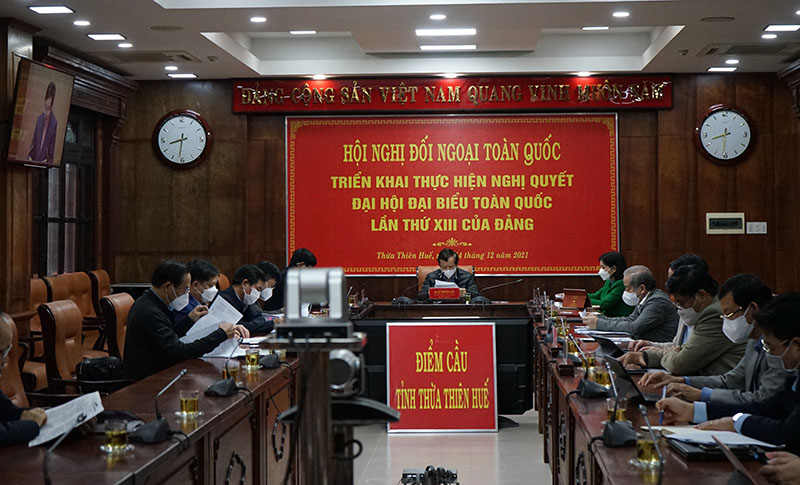 ĐẢNG CỘNG SẢN VIỆT NAM QUANG VINH MUÔN NĂM
HỘI NGHỊ ĐỐI NGOẠI TOÀN QUỐC
TRIỂN KHAI THỰC HIỆN NGHỊ QUYẾT
ĐẠI HỘI ĐẠI BIỂU TOÀN QUỐC
LẦN THỨ XIII CỦA ĐẢNG
Thừa Thiên Huế, 12/2021
ĐIỂM CẦU
TỈNH THỪA THIÊN HUẾ